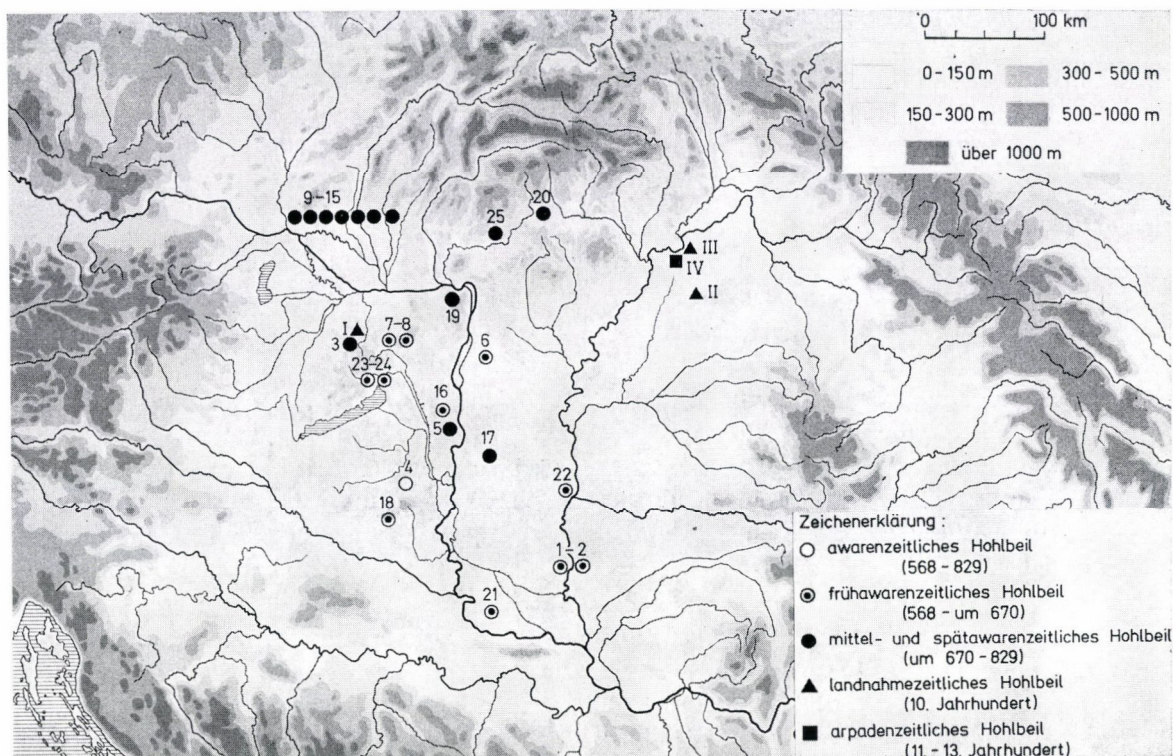 0 100 km
0-150 m 300-500 m
150-300 m 500-1000 m
über 1000 m
9-15
20
25
III
IV
II
19
I
3
7-8
6
23-24
16
5
17
4
22
18
1-2
21
Zeichenerklärung :
awarenzeitliches Hohlbeil
(568-829)
frühawarenzeitliches Hohlbeil
(568-um 670)
mittel- und spätawarenzeitliches Hohlbeil
(um 670-829)
landnahmezeitliches Hohlbeil
(10. Jahrhundert)
arpadenzeitliches Hohlbeil
(11.-13. Jahrhundert)